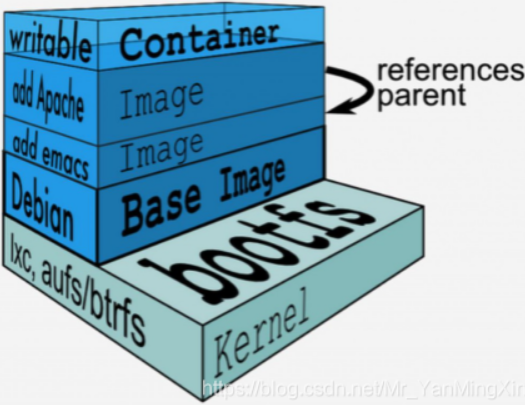 writable Container
add Apache Image
references
parent
add emacs Image
Debian Base Image
bootfs
lxc, aufs/btrfs
Kernel
https://blog.csdn.net/Mr_YanMingXin